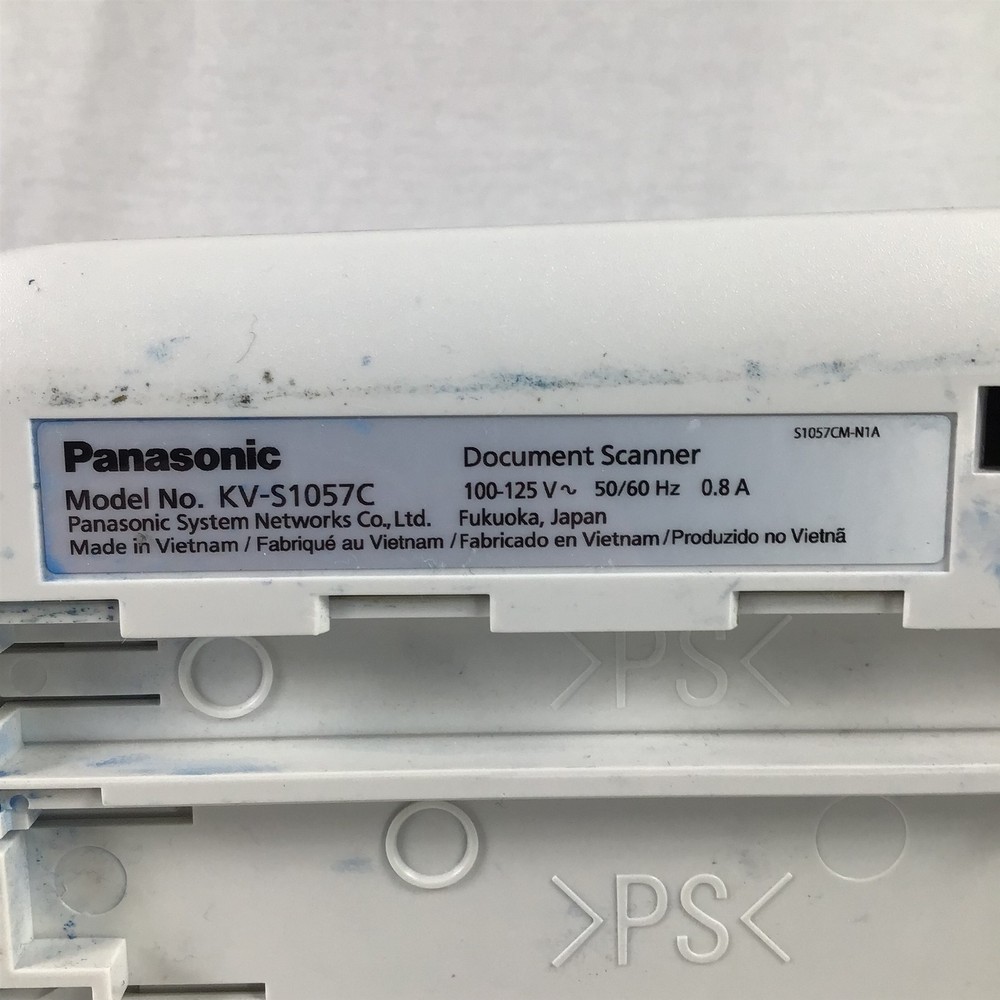 S1057CM-N1A
Panasonic
Document Scanner
Model No. KV-S1057C
100-125 V～ 50/60 Hz 0.8 A
Panasonic System Networks Co., Ltd. Fukuoka, Japan
Made in Vietnam / Fabriqué au Vietnam / Fabricado en Vietnam / Produzido no Vietnã
>PS<
>PS<